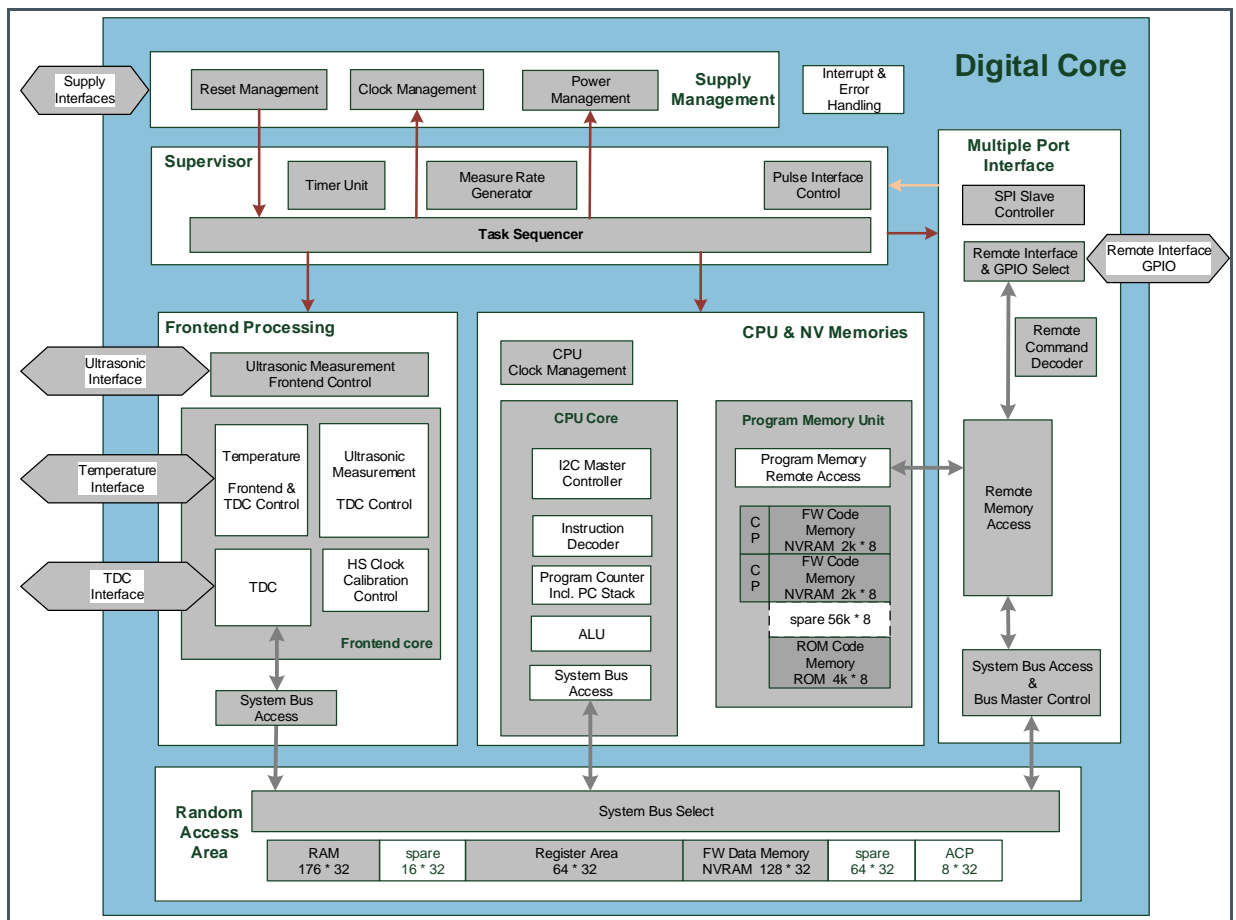 Digital Core
Supply
Interfaces
Reset Management
Clock Management
Power
Management
Supply
Management
Interrupt &
Error
Handling
Supervisor
Timer Unit
Measure Rate
Generator
Pulse Interface
Control
Task Sequencer
Multiple Port
Interface
SPI Slave
Controller
Remote Interface
& GPIO Select
Remote Interface
GPIO
Remote
Command
Decoder
Remote
Memory
Access
System Bus Access
&
Bus Master Control
Frontend Processing
Ultrasonic
Interface
Ultrasonic Measurement
Frontend Control
Temperature
Interface
Temperature
Frontend &
TDC Control
Ultrasonic
Measurement
TDC Control
TDC
Interface
TDC
HS Clock
Calibration
Control
Frontend core
System Bus
Access
CPU & NV Memories
CPU
Clock Management
CPU Core
I2C Master
Controller
Instruction
Decoder
Program Counter
Incl. PC Stack
ALU
System Bus
Access
Program Memory Unit
Program Memory
Remote Access
C
P
FW Code
Memory
NVRAM 2k * 8
C
P
FW Code
Memory
NVRAM 2k * 8
spare 56k * 8
ROM Code
Memory
ROM 4k * 8
Random
Access
Area
System Bus Select
RAM
176 * 32
spare
16 * 32
Register Area
64 * 32
FW Data Memory
NVRAM 128 * 32
spare
64 * 32
ACP
8 * 32